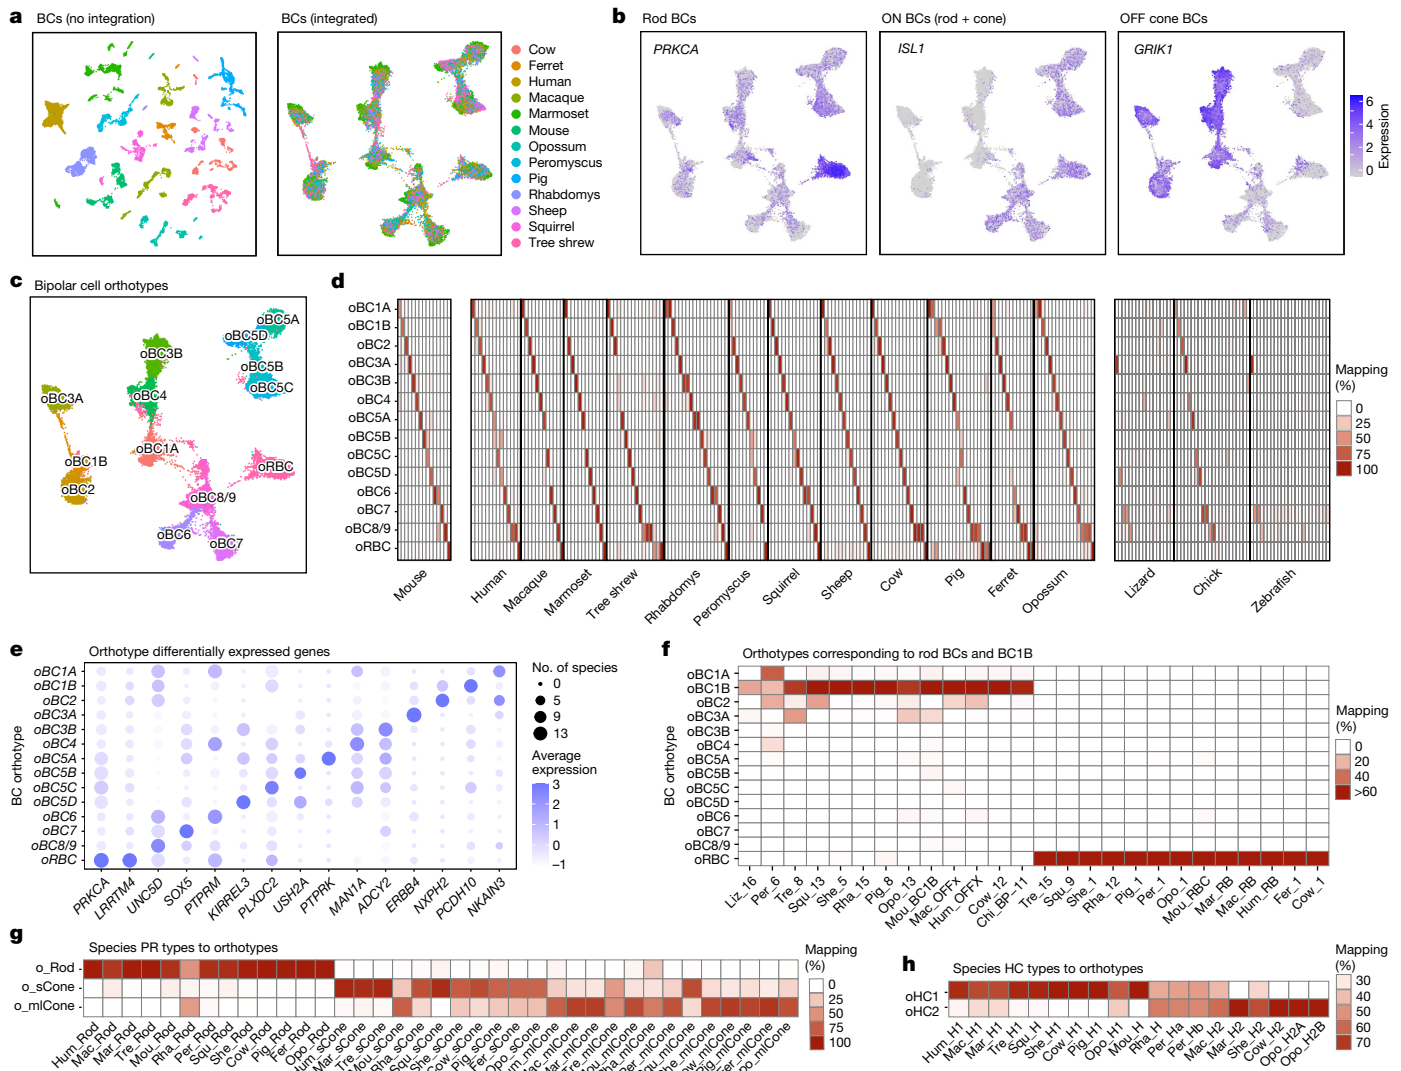 a BCs (no integration) BCs (integrated)
Cow
Ferret
Human
Macaque
Marmoset
Mouse
Opossum
Peromyscus
Pig
Rhabdomys
Sheep
Squirrel
Tree shrew
b Rod BCs ON BCs (rod + cone) OFF cone BCs
PRKCA ISL1 GRIK1
6
4
2
0
Expression
c Bipolar cell orthotypes
oBC5A
oBC5D
oBC3B
oBC5B
oBC5C
oBC3A
oBC4
oBC1A
oBC1B
oRBC
oBC2
oBC8/9
oBC6
oBC7
d
oBC1A
oBC1B
oBC2
oBC3A
oBC3B
oBC4
oBC5A
oBC5B
oBC5C
oBC5D
oBC6
oBC7
oBC8/9
oRBC
Mouse Human Macaque Marmoset Tree shrew Rhabdomys Peromyscus Squirrel Sheep Cow Pig Ferret Opossum Lizard Chick Zebrafish
Mapping
(%)
0
25
50
75
100
e Orthotype differentially expressed genes
BC orthotype
oBC1A
oBC1B
oBC2
oBC3A
oBC3B
oBC4
oBC5A
oBC5B
oBC5C
oBC5D
oBC6
oBC7
oBC8/9
oRBC
PRKCA LRRTM4 UNC5D SOX5 PTPRM KIRREL3 PLXDC2 USH2A PTPRK MAN1A ADCY2 ERBB4 NXPH2 PCDH10 NKAIN3
No. of species
0
5
9
13
Average
expression
3
2
1
0
−1
f Orthotypes corresponding to rod BCs and BC1B
BC orthotype
oBC1A
oBC1B
oBC2
oBC3A
oBC3B
oBC4
oBC5A
oBC5B
oBC5C
oBC5D
oBC6
oBC7
oBC8/9
oRBC
Liz_16 Per_6 Tre_8 Squ_13 She_5 Rha_15 Pig_8 Opo_13 Mou_BC1B Mac_OFFx Hum_OFFX Cow_12 Chi_BP-11 Tre_15 Squ_9 She_1 Rha_12 Pig_1 Per_1 Opo_1 Mou_RBC Mar_RB Mac_RB Hum_RB Fer_1 Cow_1
Mapping
(%)
0
20
40
>60
g Species PR types to orthotypes
o_Rod
o_sCone
o_mlCone
Hum_Rod Mac_Rod Mar_Rod Tre_Rod Mou_Rod Rha_Rod Per_Rod Squ_Rod She_Rod Cow_Rod Pig_Rod Fer_Rod Opo_Rod
Mapping
(%)
0
25
50
75
100
h Species HC types to orthotypes
oHC1
oHC2
Hum_H1 Mac_H1 Mar_H1 Tre_H1 Squ_H She_H1 Cow_H1 Pig_H1 Opo_H1 Mou_H Rha_H Per_Ha Per_Hb Mac_H2 Mar_H2 She_H2 Cow_H2 Opo_H2A Opo_H2B
Mapping
(%)
30
40
50
60
70